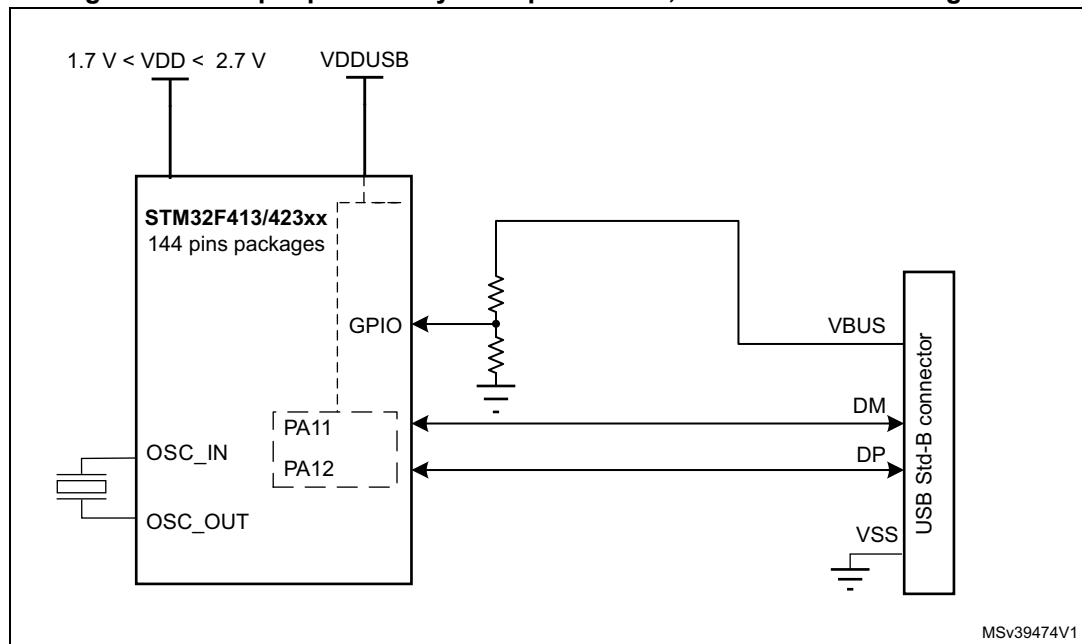 1.7 V < VDD < 2.7 V
VDDUSB
STM32F413/423xx
144 pins packages
GPIO
VBUS
PA11
DM
OSC_IN
PA12
DP
OSC_OUT
VSS
USB Std-B connector
MSv39474V1